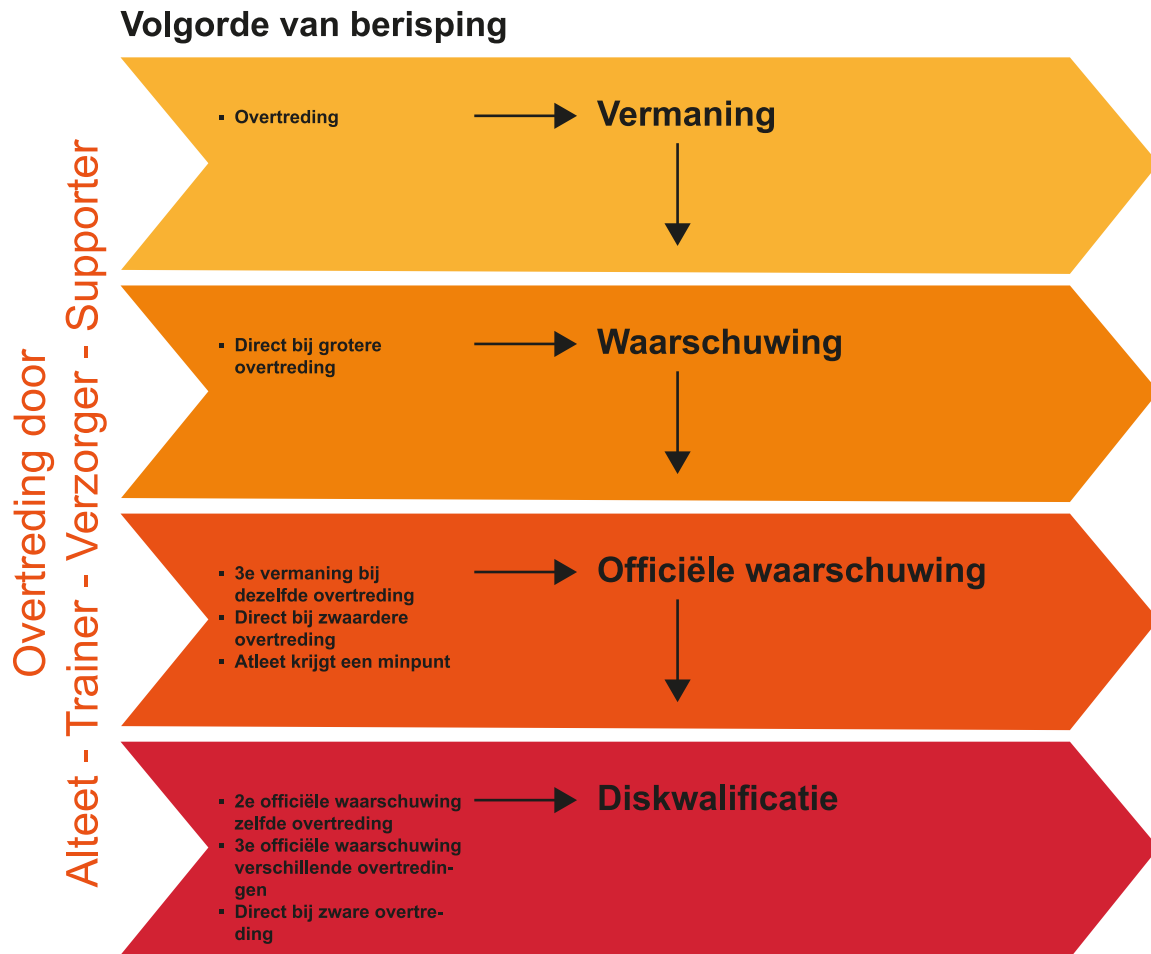 Volgorde van berisping
Overtreding door
Alteet - Trainer - Verzorger - Supporter
▪ Overtreding
Vermaning
▪ Direct bij grotere
overtreding
Waarschuwing
▪ 3e vermaning bij
dezelfde overtreding
▪ Direct bij zwaardere
overtreding
▪ Atleet krijgt een minpunt
Officiële waarschuwing
▪ 2e officiële waarschuwing
zelfde overtreding
▪ 3e officiële waarschuwing
verschillende overtredin-
gen
▪ Direct bij zware overtre-
ding
Diskwalificatie